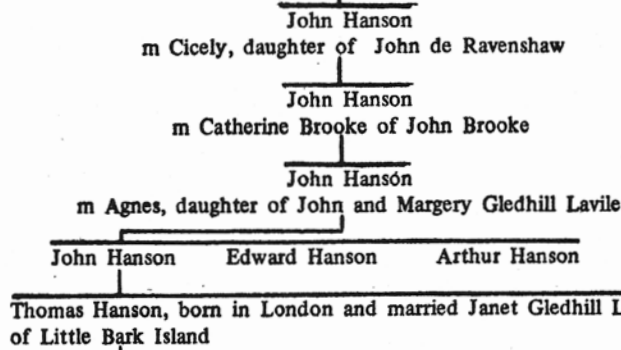 John Hanson
m Cicely, daughter of John de Ravenshaw
John Hanson
m Catherine Brooke of John Brooke
John Hanson
m Agnes, daughter of John and Margery Gledhill Lavile
John Hanson Edward Hanson Arthur Hanson
Thomas Hanson, born in London and married Janet Gledhill L
of Little Bark Island